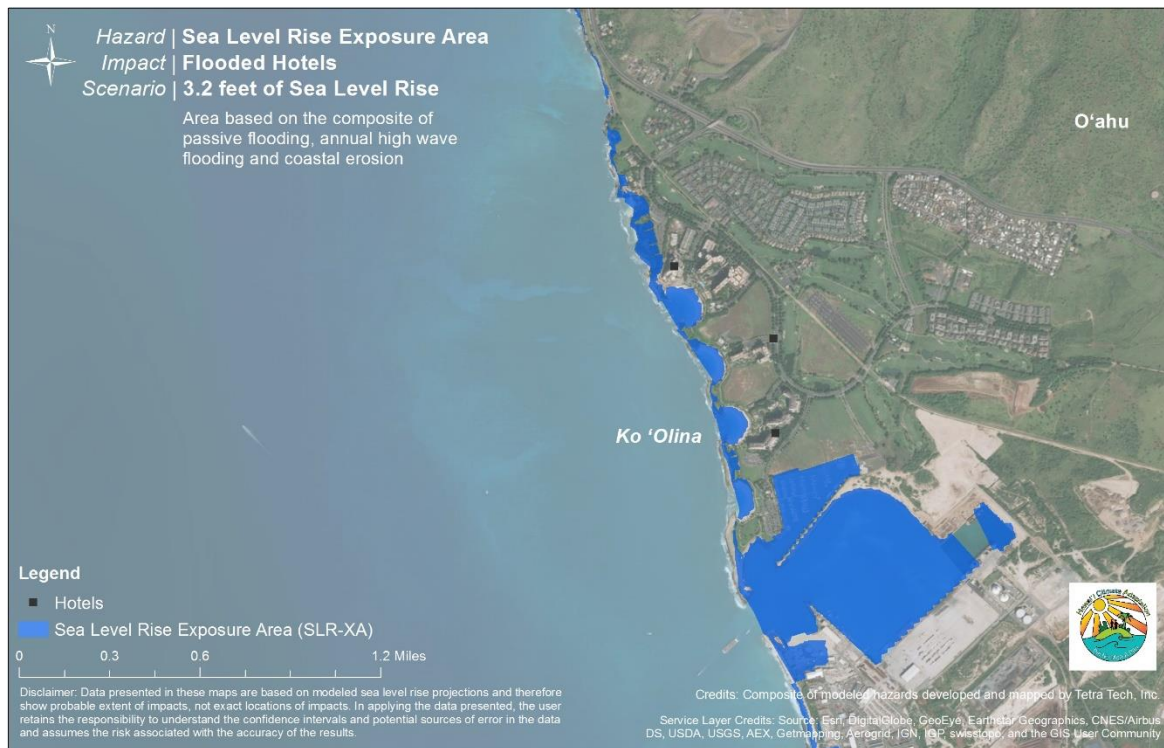 N
Hazard | Sea Level Rise Exposure Area
Impact | Flooded Hotels
Scenario | 3.2 feet of Sea Level Rise
Area based on the composite of
passive flooding, annual high wave
flooding and coastal erosion
Oʻahu
Ko ʻOlina
Legend
Hotels
Sea Level Rise Exposure Area (SLR-XA)
0 0.3 0.6 1.2 Miles
Disclaimer: Data presented in these maps are based on modeled sea level rise projections and therefore
show probable extent of impacts, not exact locations of impacts. In applying the data presented, the user
retains the responsibility to understand the confidence intervals and potential sources of error in the data
and assumes the risk associated with the accuracy of the results.
Hawaiʻi Climate Adaptation
Credits: Composite of modeled hazards developed and mapped by Tetra Tech, Inc.
Service Layer Credits: Source: Esri, DigitalGlobe, GeoEye, Earthstar Geographics, CNES/Airbus
DS, USDA, USGS, AEX, Getmapping, Aerogrid, IGN, IGP, swisstopo, and the GIS User Community